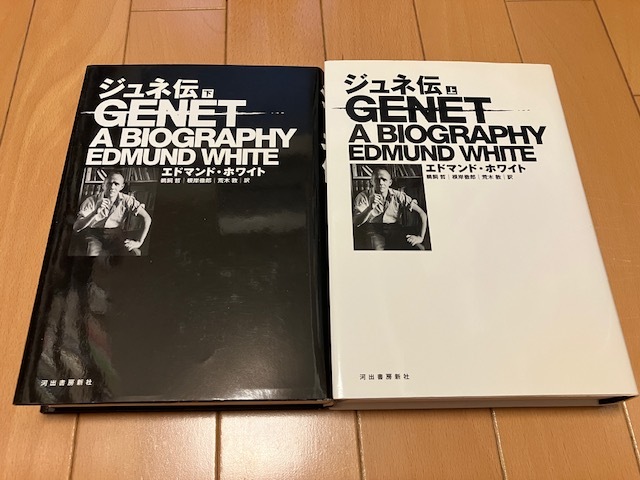 ジュネ伝 下
GENET
A BIOGRAPHY
EDMUND WHITE
エドマンド・ホワイト
鵜飼 哲｜根岸徹郎｜荒木 敦｜訳
河出書房新社
ジュネ伝 上
GENET
A BIOGRAPHY
EDMUND WHITE
エドマンド・ホワイト
鵜飼 哲｜根岸徹郎｜荒木 敦｜訳
河出書房新社